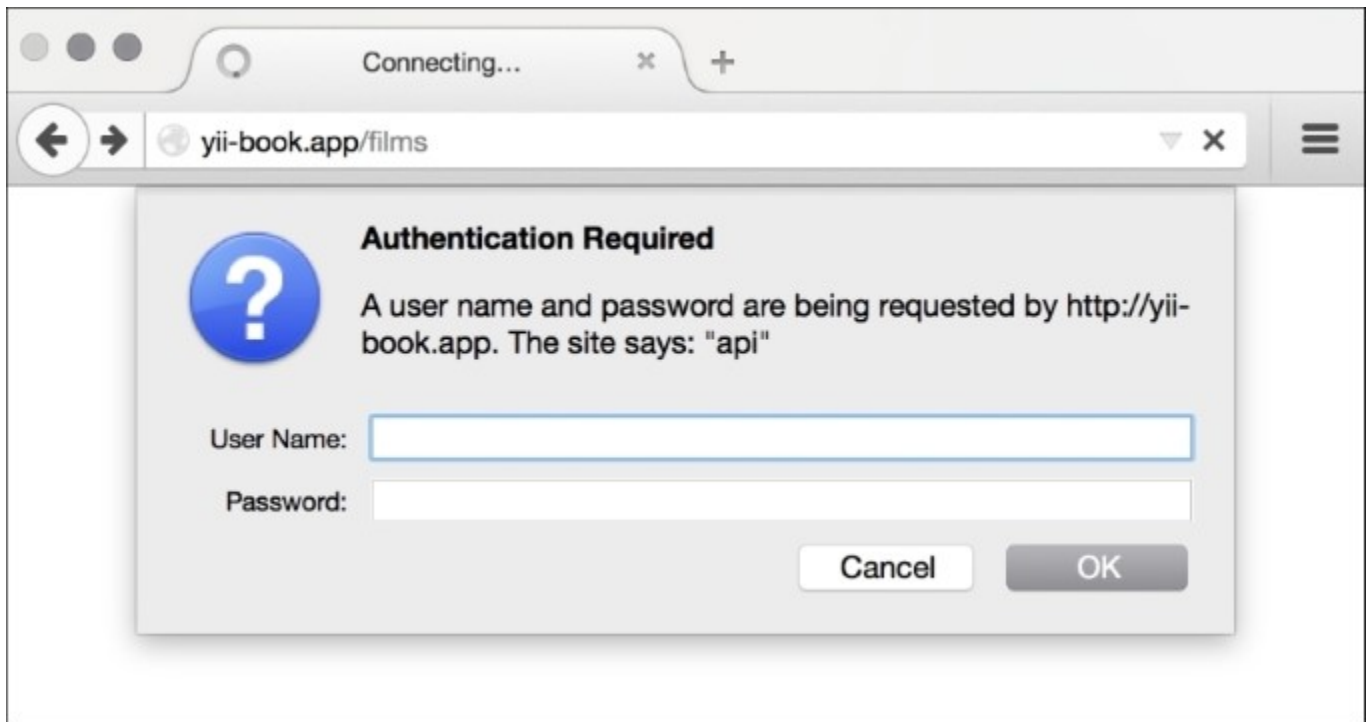 Connecting...
yii-book.app/films
Authentication Required
A user name and password are being requested by http://yii-
book.app. The site says: "api"
User Name:
Password:
Cancel OK